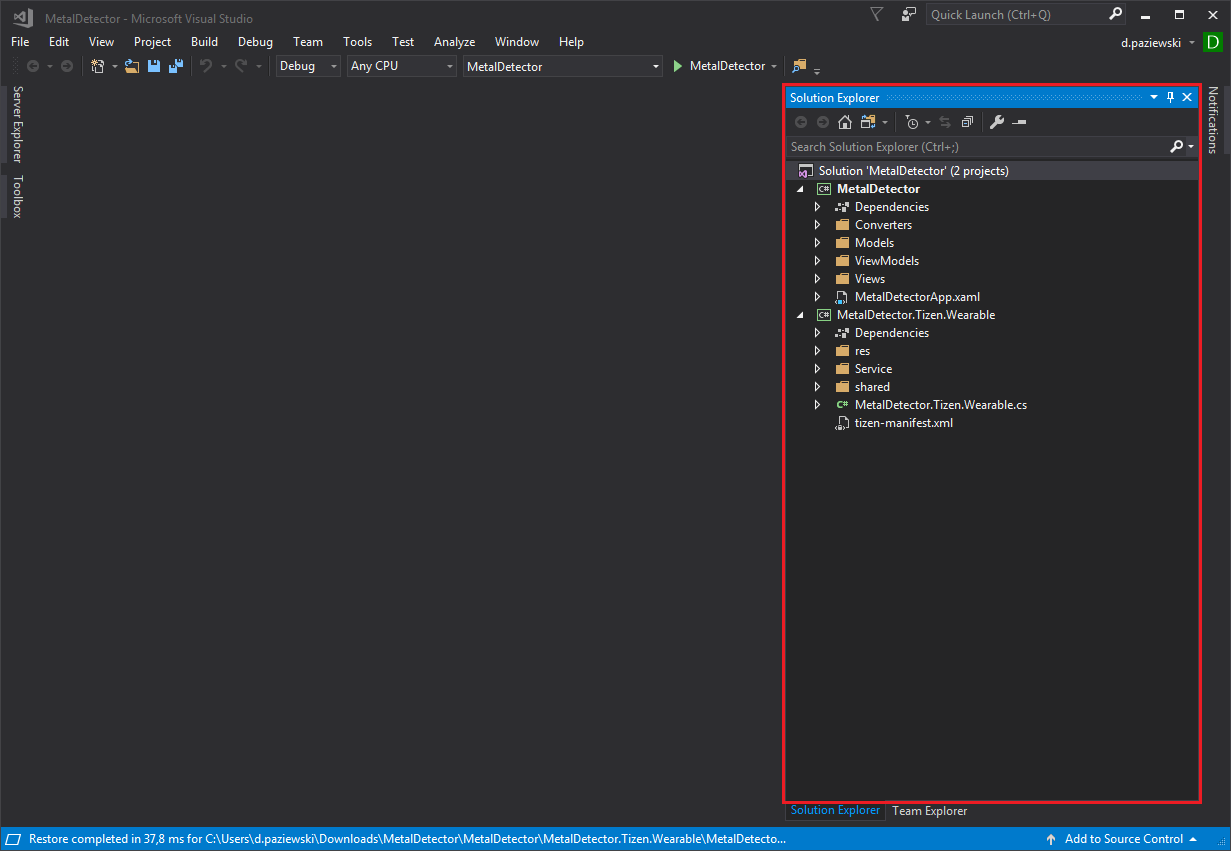 MetalDetector - Microsoft Visual Studio
Quick Launch (Ctrl+Q)
File Edit View Project Build Debug Team Tools Test Analyze Window Help
d.paziewski D
Debug Any CPU MetalDetector MetalDetector
Server Explorer
Toolbox
Solution Explorer
Search Solution Explorer (Ctrl+;)
Solution 'MetalDetector' (2 projects)
C# MetalDetector
Dependencies
Converters
Models
ViewModels
Views
MetalDetectorApp.xaml
C# MetalDetector.Tizen.Wearable
Dependencies
res
Service
shared
C# MetalDetector.Tizen.Wearable.cs
tizen-manifest.xml
Solution Explorer Team Explorer
Notifications
Restore completed in 37,8 ms for C:\Users\d.paziewski\Downloads\MetalDetector\MetalDetector\MetalDetector.Tizen.Wearable\MetalDetecto...
Add to Source Control